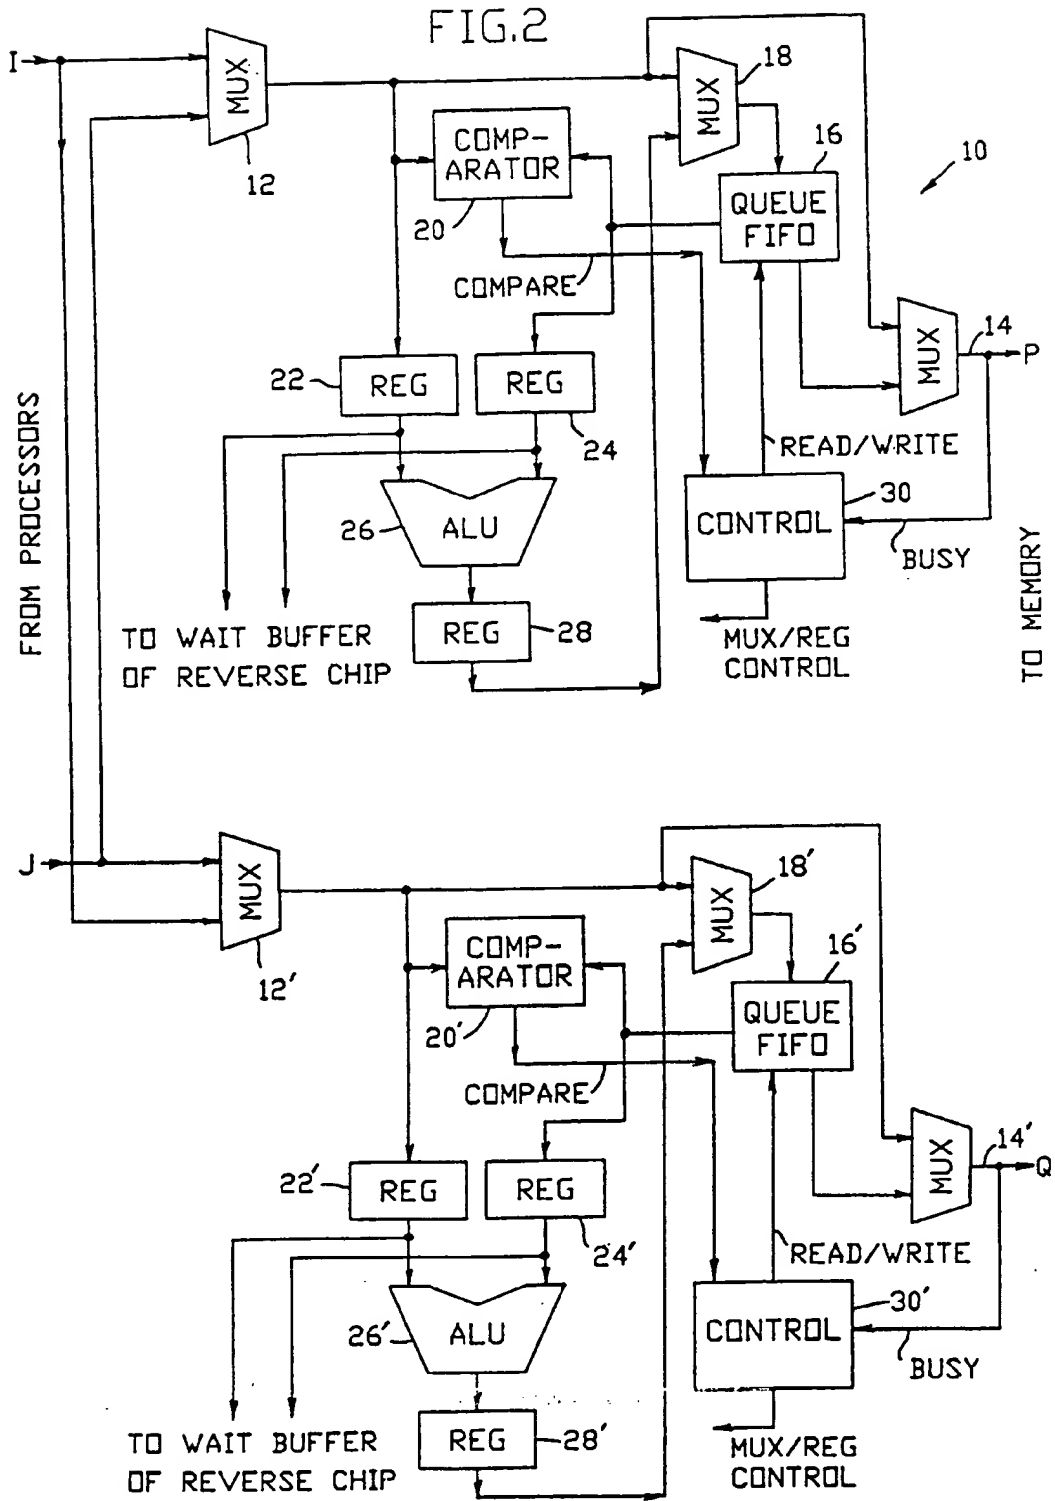 FIG.2
I
MUX
12
COMP-
ARATOR
20
COMPARE
MUX
18
16
QUEUE
FIFO
10
MUX
14
P
22
REG
REG
24
READ/WRITE
26
ALU
CONTROL
30
BUSY
FROM PROCESSORS
TO MEMORY
TO WAIT BUFFER
OF REVERSE CHIP
REG
28
MUX/REG
CONTROL
J
MUX
12'
COMP-
ARATOR
20'
COMPARE
MUX
18'
16'
QUEUE
FIFO
MUX
14'
Q
22'
REG
REG
24'
READ/WRITE
26'
ALU
CONTROL
30'
BUSY
TO WAIT BUFFER
OF REVERSE CHIP
REG
28'
MUX/REG
CONTROL